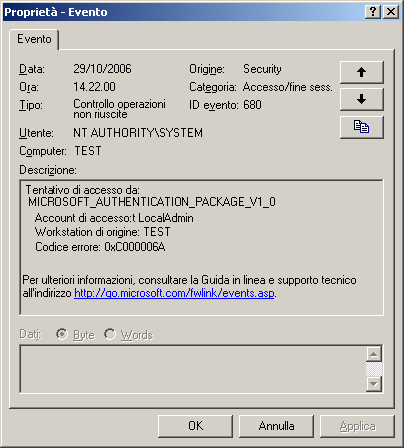 Proprietà - Evento
Evento
Data: 29/10/2006 Origine: Security
Ora: 14.22.00 Categoria: Accesso/fine sess.
Tipo: Controllo operazioni non riuscite ID evento: 680
Utente: NT AUTHORITY\SYSTEM
Computer: TEST
Descrizione:
Tentativo di accesso da:
MICROSOFT_AUTHENTICATION_PACKAGE_V1_0
Account di accesso:t LocalAdmin
Workstation di origine: TEST
Codice errore: 0xC000006A
Per ulteriori informazioni, consultare la Guida in linea e supporto tecnico
all'indirizzo http://go.microsoft.com/fwlink/events.asp.
Dati: Byte Words
OK Annulla Applica